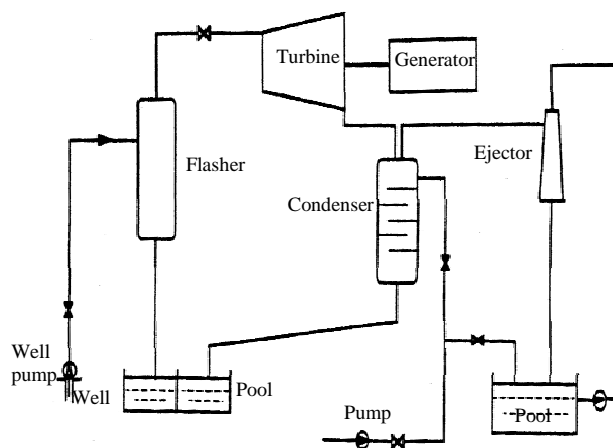 Turbine
Generator
Flasher
Ejector
Condenser
Well
pump
Well
Pool
Pump
Pool